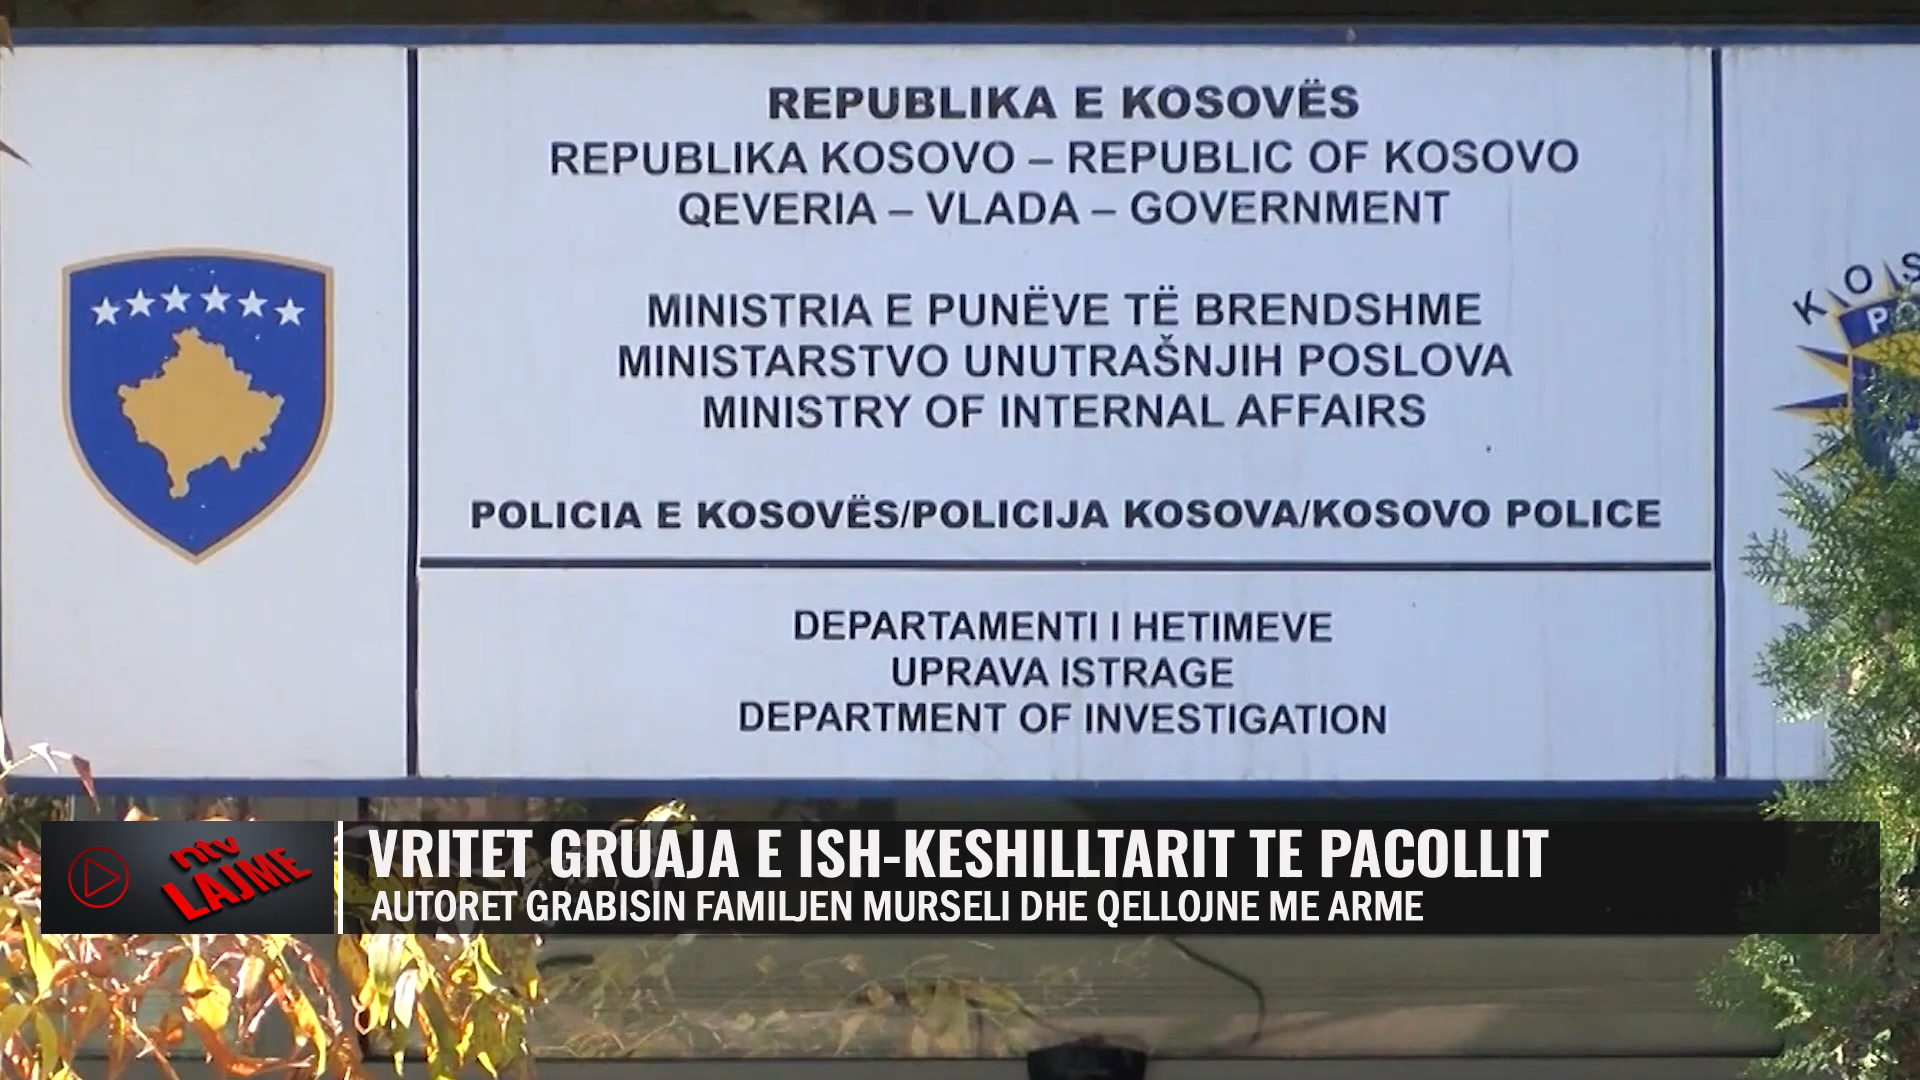 REPUBLIKA E KOSOVËS
REPUBLIKA KOSOVO – REPUBLIC OF KOSOVO
QEVERIA – VLADA – GOVERNMENT
MINISTRIA E PUNËVE TË BRENDSHME
MINISTARSTVO UNUTRAŠNJIH POSLOVA
MINISTRY OF INTERNAL AFFAIRS
POLICIA E KOSOVËS/POLICIJA KOSOVA/KOSOVO POLICE
DEPARTAMENTI I HETIMEVE
UPRAVA ISTRAGE
DEPARTMENT OF INVESTIGATION
ntv
LAJME
VRITET GRUAJA E ISH-KESHILLTARIT TE PACOLLIT
AUTORET GRABISIN FAMILJEN MURSELI DHE QELLOJNE ME ARME